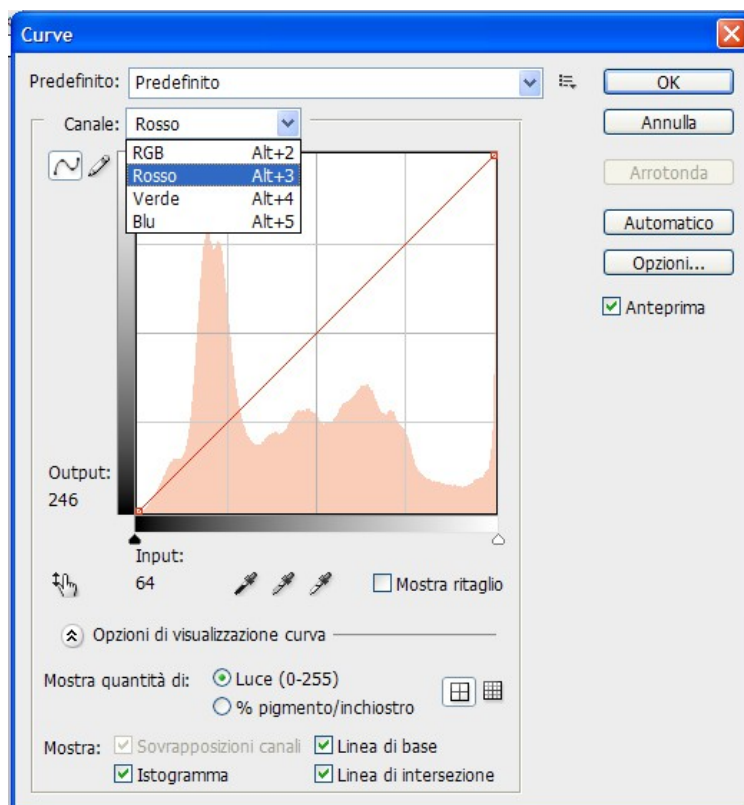 Curve
Predefinito: Predefinito
OK
Canale: Rosso
Annulla
RGB Alt+2
Rosso Alt+3
Verde Alt+4
Blu Alt+5
Arrotonda
Automatico
Opzioni...
Anteprima
Output:
246
Input:
64
Mostra ritaglio
Opzioni di visualizzazione curva
Mostra quantità di: Luce (0-255)
% pigmento/inchiostro
Mostra: Sovrapposizioni canali Linea di base
Istogramma Linea di intersezione